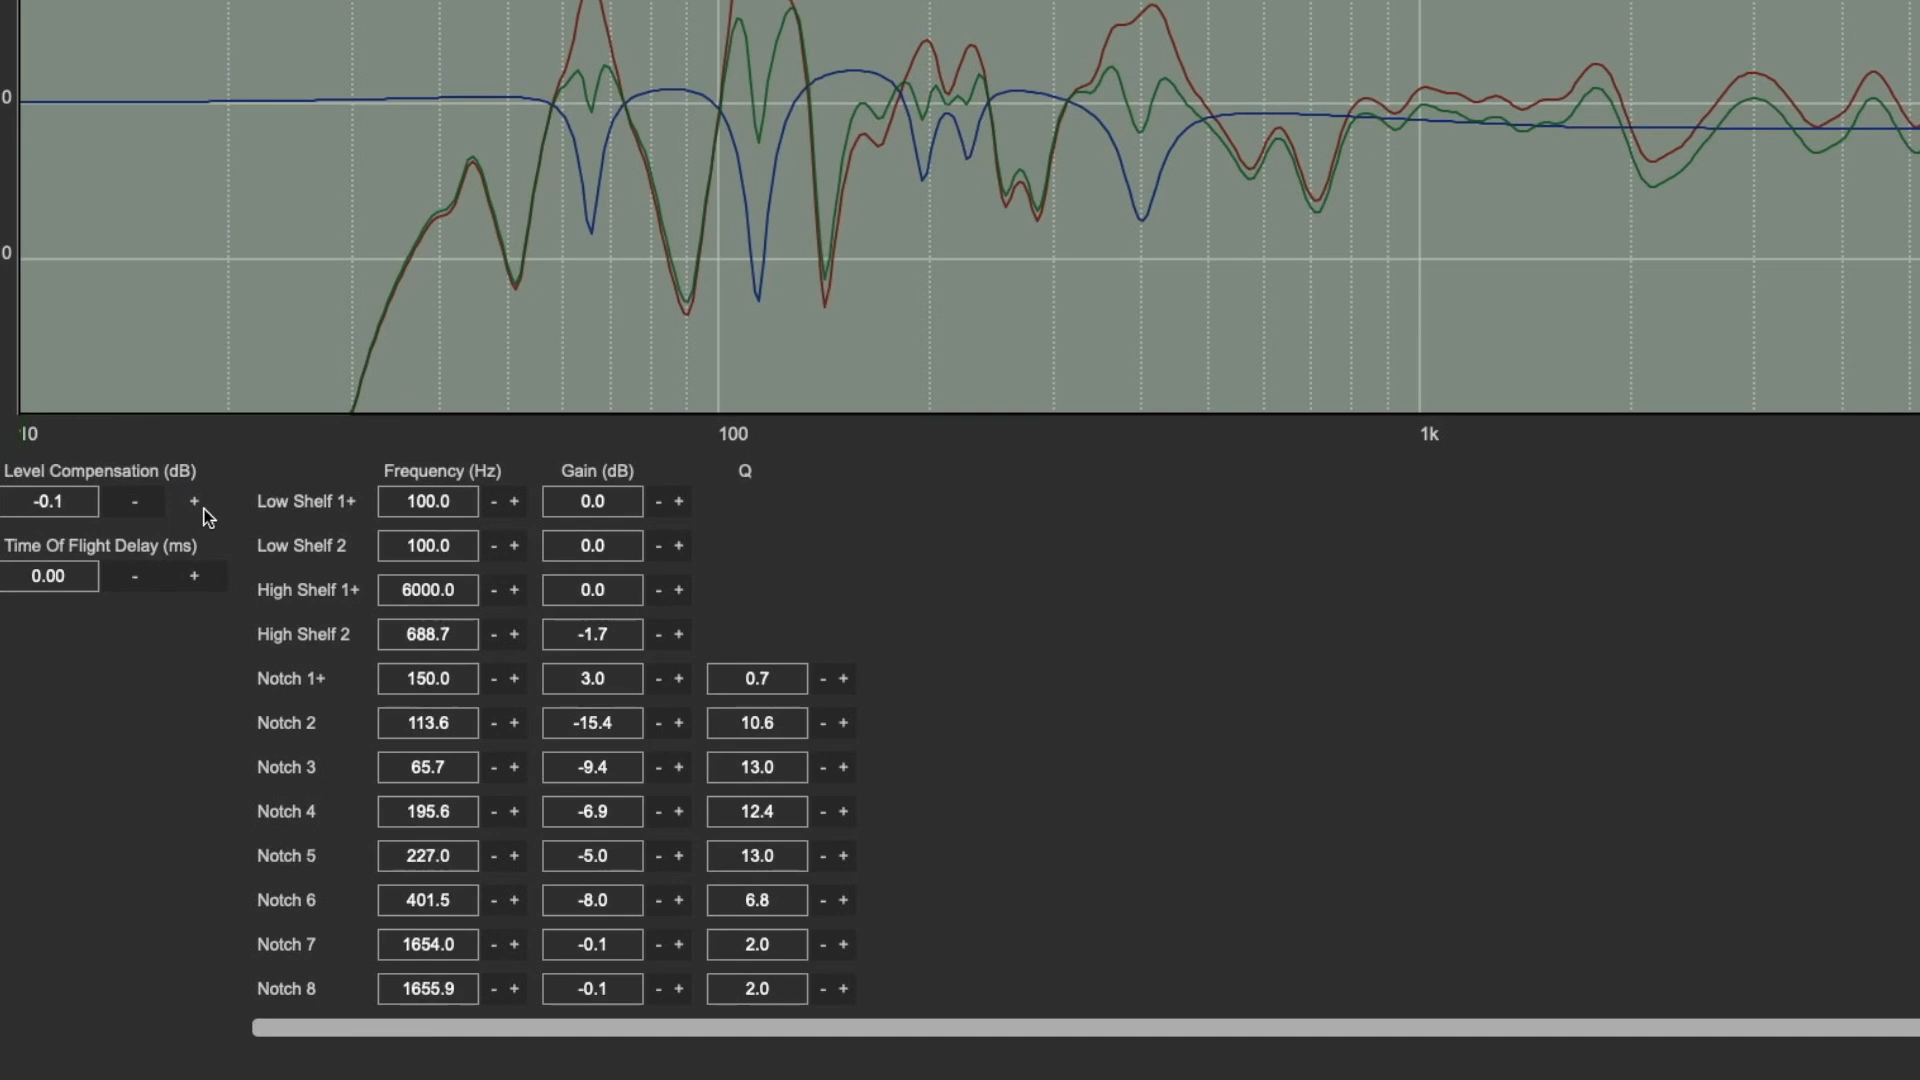 0
0
10 100 1k
Level Compensation (dB) Frequency (Hz) Gain (dB) Q
-0.1 - + Low Shelf 1+ 100.0 - + 0.0 - +
Time Of Flight Delay (ms) Low Shelf 2 100.0 - + 0.0 - +
0.00 - + High Shelf 1+ 6000.0 - + 0.0 - +
High Shelf 2 688.7 - + -1.7 - +
Notch 1+ 150.0 - + 3.0 - + 0.7 - +
Notch 2 113.6 - + -15.4 - + 10.6 - +
Notch 3 65.7 - + -9.4 - + 13.0 - +
Notch 4 195.6 - + -6.9 - + 12.4 - +
Notch 5 227.0 - + -5.0 - + 13.0 - +
Notch 6 401.5 - + -8.0 - + 6.8 - +
Notch 7 1654.0 - + -0.1 - + 2.0 - +
Notch 8 1655.9 - + -0.1 - + 2.0 - +